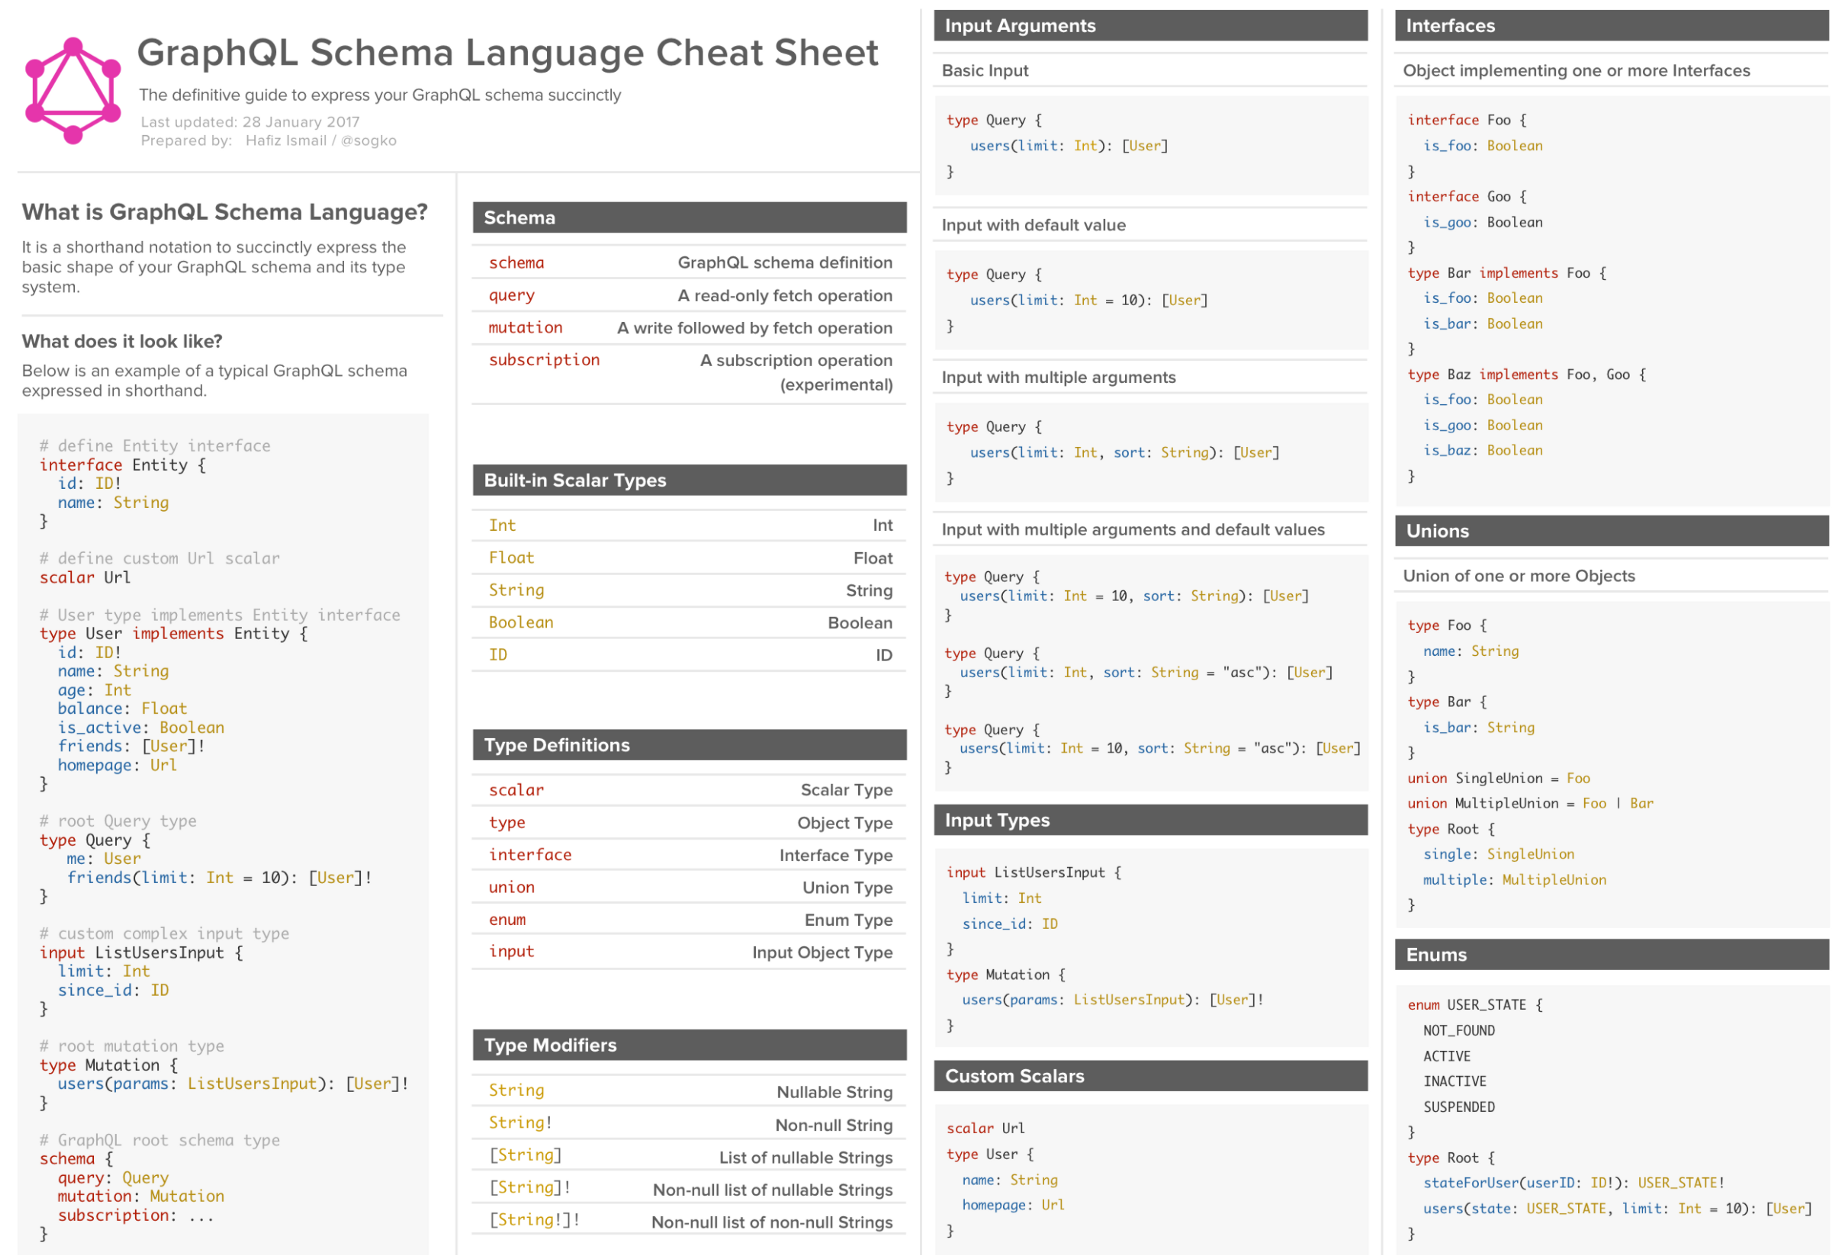 GraphQL Schema Language Cheat Sheet
The definitive guide to express your GraphQL schema succinctly
Last updated: 28 January 2017
Prepared by: Hafiz Ismail / @sogko
What is GraphQL Schema Language?
It is a shorthand notation to succinctly express the
basic shape of your GraphQL schema and its type
system.
What does it look like?
Below is an example of a typical GraphQL schema
expressed in shorthand.
# define Entity interface
interface Entity {
  id: ID!
  name: String
}
# define custom Url scalar
scalar Url
# User type implements Entity interface
type User implements Entity {
  id: ID!
  name: String
  age: Int
  balance: Float
  is_active: Boolean
  friends: [User]!
  homepage: Url
}
# root Query type
type Query {
   me: User
   friends(limit: Int = 10): [User]!
}
# custom complex input type
input ListUsersInput {
  limit: Int
  since_id: ID
}
# root mutation type
type Mutation {
  users(params: ListUsersInput): [User]!
}
# GraphQL root schema type
schema {
  query: Query
  mutation: Mutation
  subscription: ...
}
Schema
schema GraphQL schema definition
query A read-only fetch operation
mutation A write followed by fetch operation
subscription A subscription operation
(experimental)
Built-in Scalar Types
Int Int
Float Float
String String
Boolean Boolean
ID ID
Type Definitions
scalar Scalar Type
type Object Type
interface Interface Type
union Union Type
enum Enum Type
input Input Object Type
Type Modifiers
String Nullable String
String! Non-null String
[String] List of nullable Strings
[String]! Non-null list of nullable Strings
[String!]! Non-null list of non-null Strings
Input Arguments
Basic Input
type Query {
   users(limit: Int): [User]
}
Input with default value
type Query {
   users(limit: Int = 10): [User]
}
Input with multiple arguments
type Query {
   users(limit: Int, sort: String): [User]
}
Input with multiple arguments and default values
type Query {
  users(limit: Int = 10, sort: String): [User]
}
type Query {
  users(limit: Int, sort: String = "asc"): [User]
}
type Query {
  users(limit: Int = 10, sort: String = "asc"): [User]
}
Input Types
input ListUsersInput {
  limit: Int
  since_id: ID
}
type Mutation {
  users(params: ListUsersInput): [User]!
}
Custom Scalars
scalar Url
type User {
  name: String
  homepage: Url
}
Interfaces
Object implementing one or more Interfaces
interface Foo {
  is_foo: Boolean
}
interface Goo {
  is_goo: Boolean
}
type Bar implements Foo {
  is_foo: Boolean
  is_bar: Boolean
}
type Baz implements Foo, Goo {
  is_foo: Boolean
  is_goo: Boolean
  is_baz: Boolean
}
Unions
Union of one or more Objects
type Foo {
  name: String
}
type Bar {
  is_bar: String
}
union SingleUnion = Foo
union MultipleUnion = Foo | Bar
type Root {
  single: SingleUnion
  multiple: MultipleUnion
}
Enums
enum USER_STATE {
  NOT_FOUND
  ACTIVE
  INACTIVE
  SUSPENDED
}
type Root {
  stateForUser(userID: ID!): USER_STATE!
  users(state: USER_STATE, limit: Int = 10): [User]
}